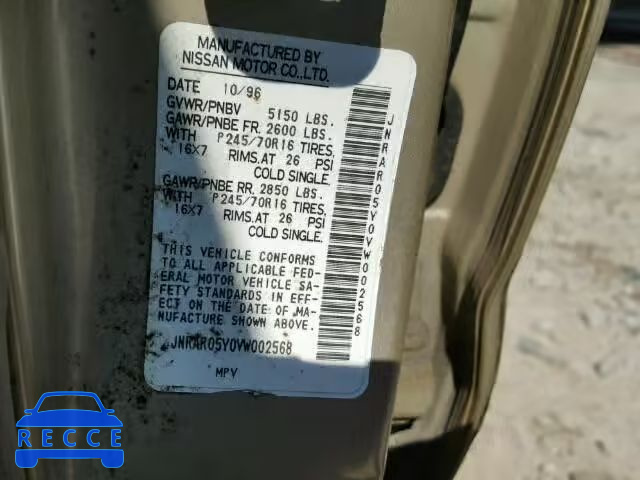 MANUFACTURED BY
NISSAN MOTOR CO.,LTD.
DATE 10/96
GVWR/PNBV 5150 LBS.
GAWR/PNBE FR. 2600 LBS.
WITH P245/70R16 TIRES,
16X7 RIMS,AT 26 PSI
COLD SINGLE.
GAWR/PNBE RR. 2850 LBS.
WITH P245/70R16 TIRES,
16X7 RIMS,AT 26 PSI
COLD SINGLE.
THIS VEHICLE CONFORMS
TO ALL APPLICABLE FED-
ERAL MOTOR VEHICLE SA-
FETY STANDARDS IN EFF-
ECT ON THE DATE OF MA-
NUFACTURE SHOWN ABOVE.
JNRAR05Y0VW002568
MPV
JNRAR05Y0VW002568
RECCE